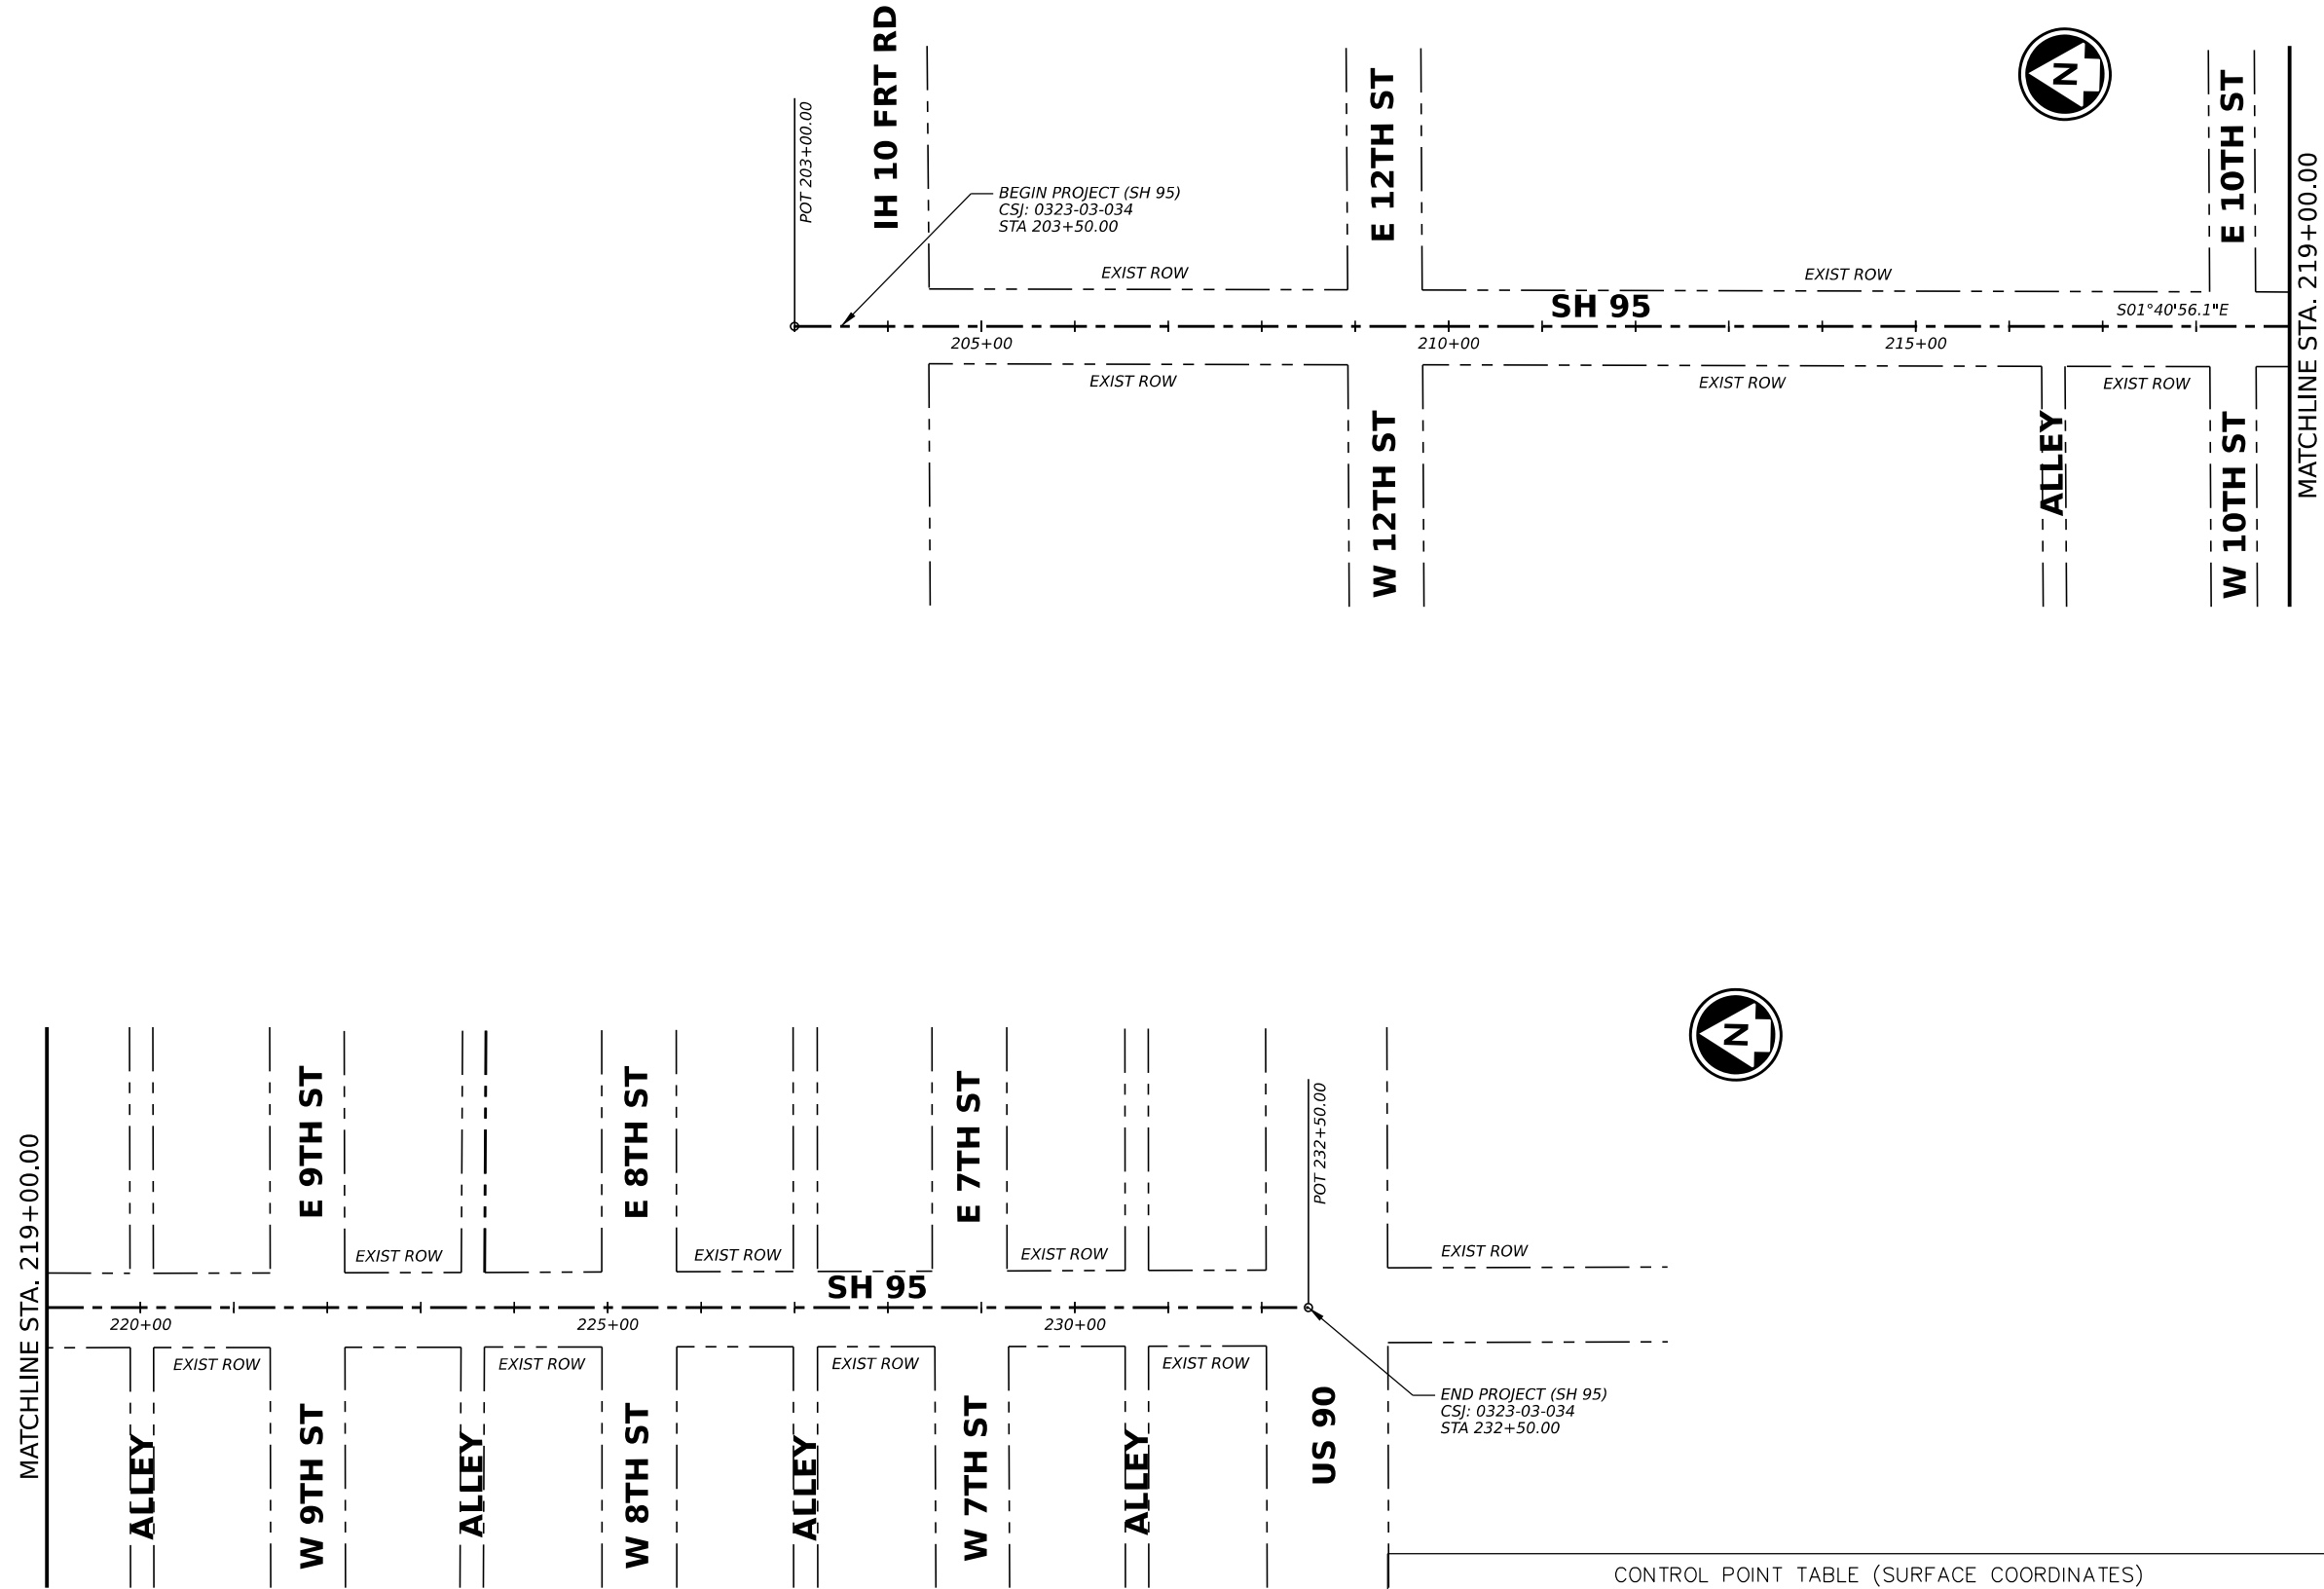 IH 10 FRT RD
POT 203+00.00
BEGIN PROJECT (SH 95)
CSJ: 0323-03-034
STA 203+50.00
E 12TH ST
N
E 10TH ST
MATCHLINE STA. 219+00.00
EXIST ROW
EXIST ROW
SH 95
S01°40'56.1"E
205+00
210+00
215+00
EXIST ROW
EXIST ROW
EXIST ROW
W 12TH ST
ALLEY
W 10TH ST
N
MATCHLINE STA. 219+00.00
E 9TH ST
E 8TH ST
E 7TH ST
POT 232+50.00
EXIST ROW
EXIST ROW
EXIST ROW
EXIST ROW
SH 95
220+00
225+00
230+00
EXIST ROW
EXIST ROW
EXIST ROW
EXIST ROW
ALLEY
W 9TH ST
ALLEY
W 8TH ST
ALLEY
W 7TH ST
ALLEY
US 90
END PROJECT (SH 95)
CSJ: 0323-03-034
STA 232+50.00
CONTROL POINT TABLE (SURFACE COORDINATES)